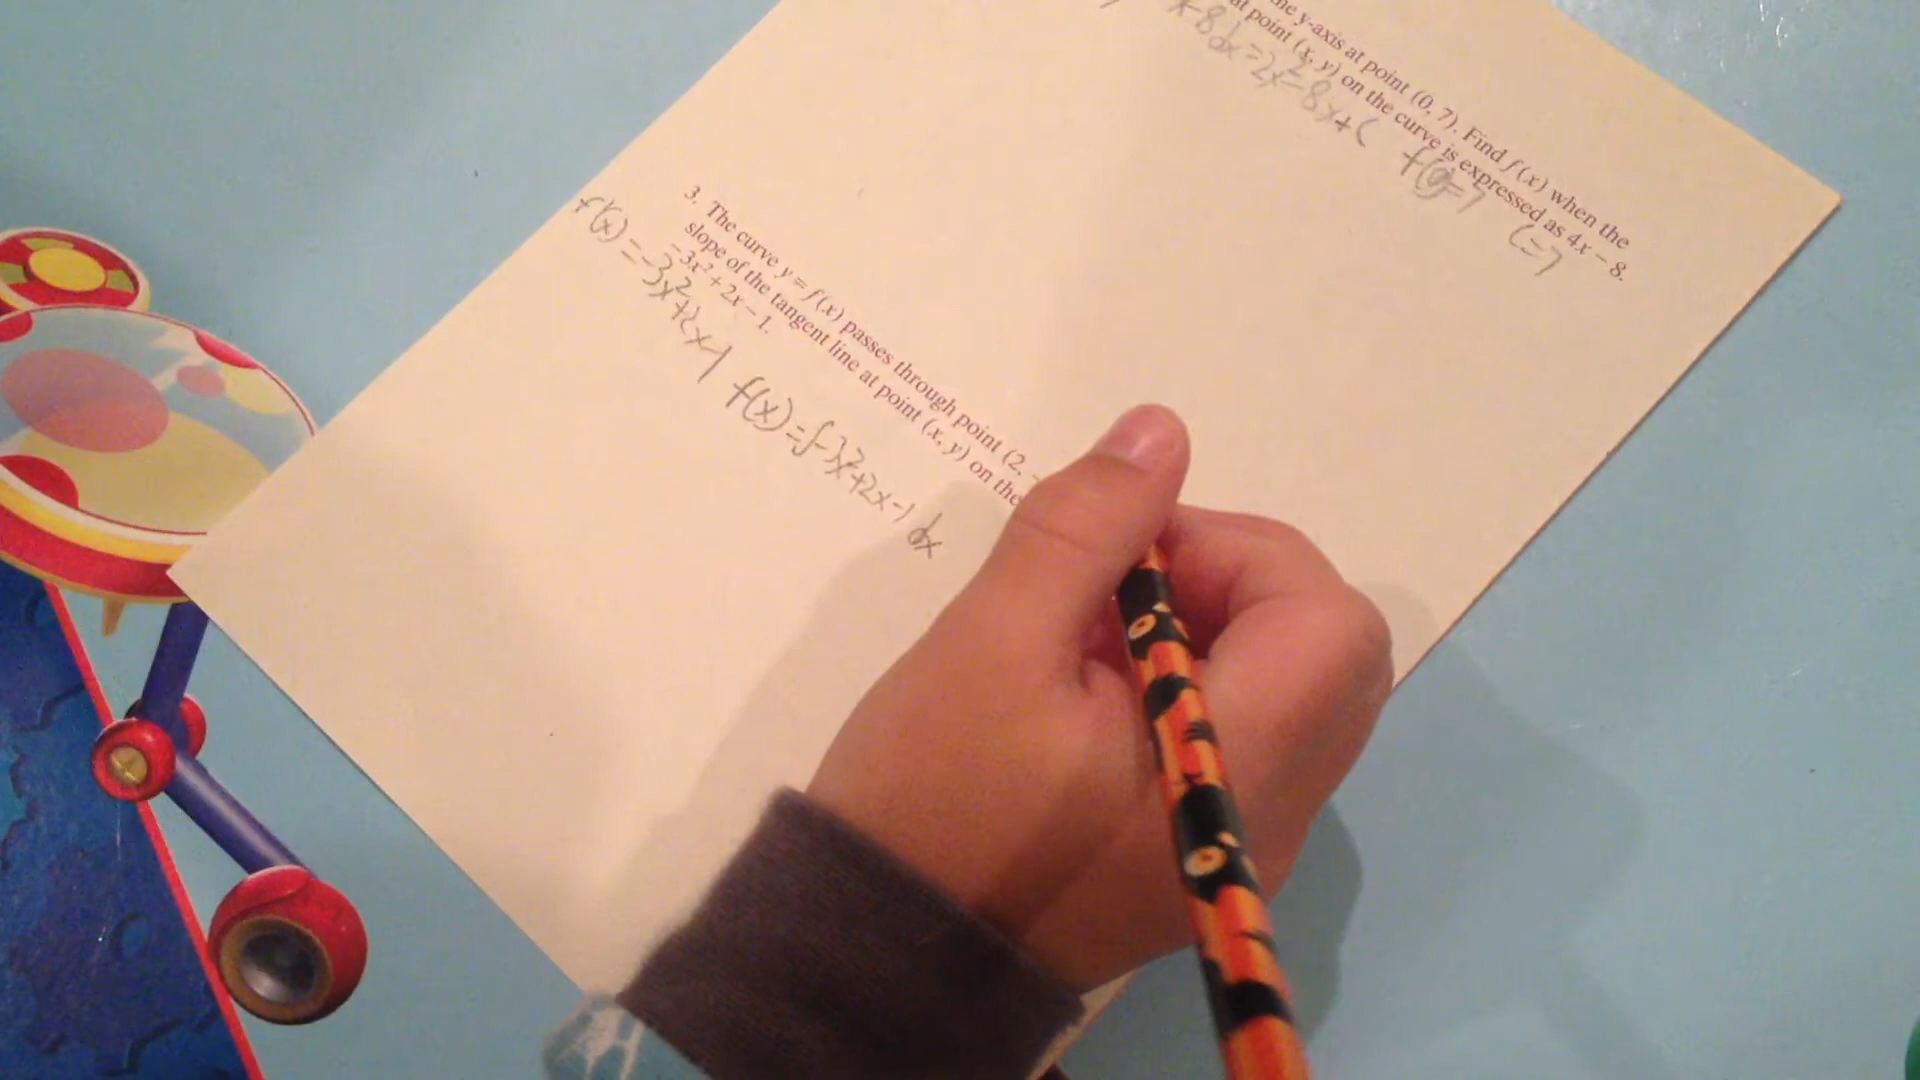 the y-axis at point (0, 7). Find f(x) when the
at point (x, y) on the curve is expressed as 4x − 8.
x-8dx=2x²-8x+C f(0)=7
C=7
3. The curve y = f(x) passes through point (2, −
slope of the tangent line at point (x, y) on the
−3x² + 2x − 1.
f'(x)=-3x²+2x-1 f(x)=∫-3x²+2x-1 dx